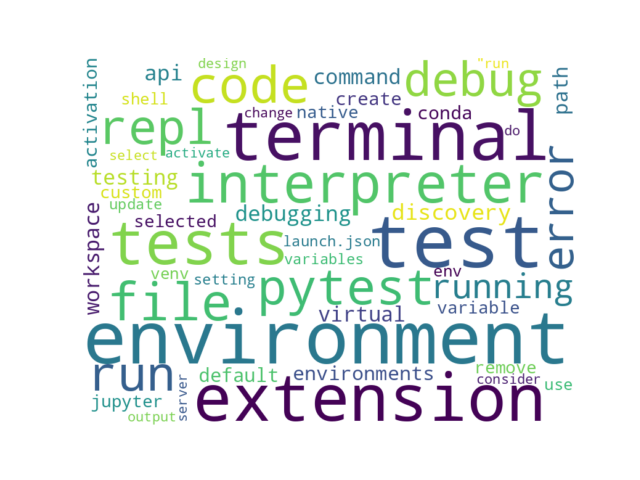 design
"run
api
code
command
debug
activation
path
shell
create
change
native
conda
repl
terminal
do
select
activate
testing
interpreter
error
custom
update
workspace
selected
debugging
discovery
tests
launch.json
test
variables
venv
setting
env
file
pytest
running
virtual
variable
environment
run
default
environments
remove
consider
use
server
jupyter
extension
output